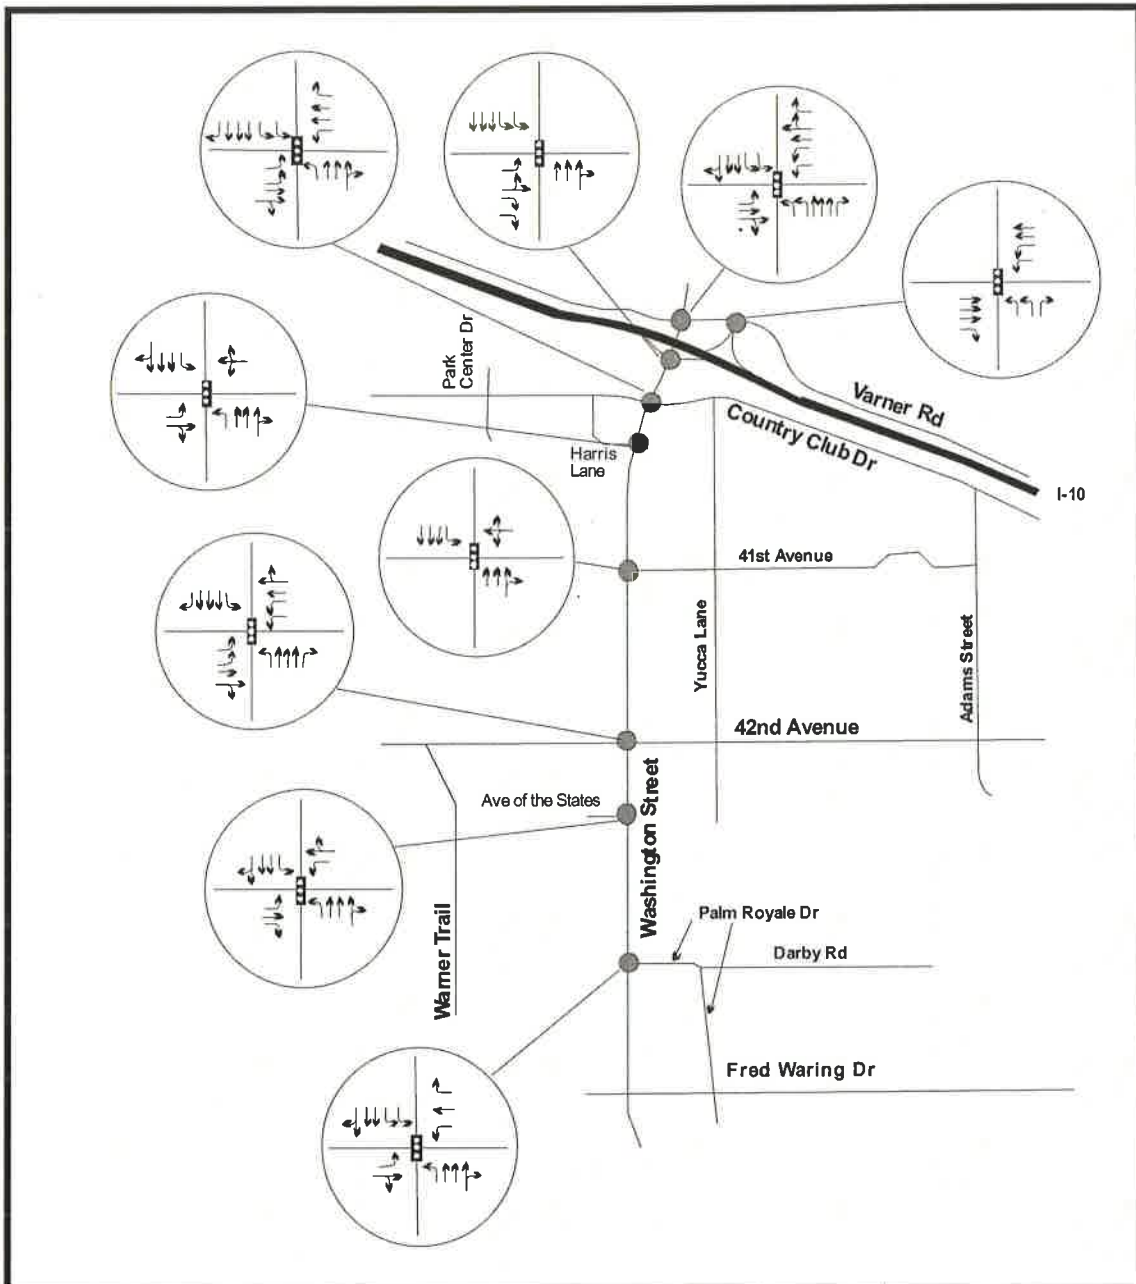 Park
Center Dr
Varner Rd
Country Club Dr
Harris
Lane
I-10
41st Avenue
Yucca Lane
Adams Street
42nd Avenue
Ave of the States
Washington Street
Palm Royale Dr
Warner Trail
Darby Rd
Fred Waring Dr